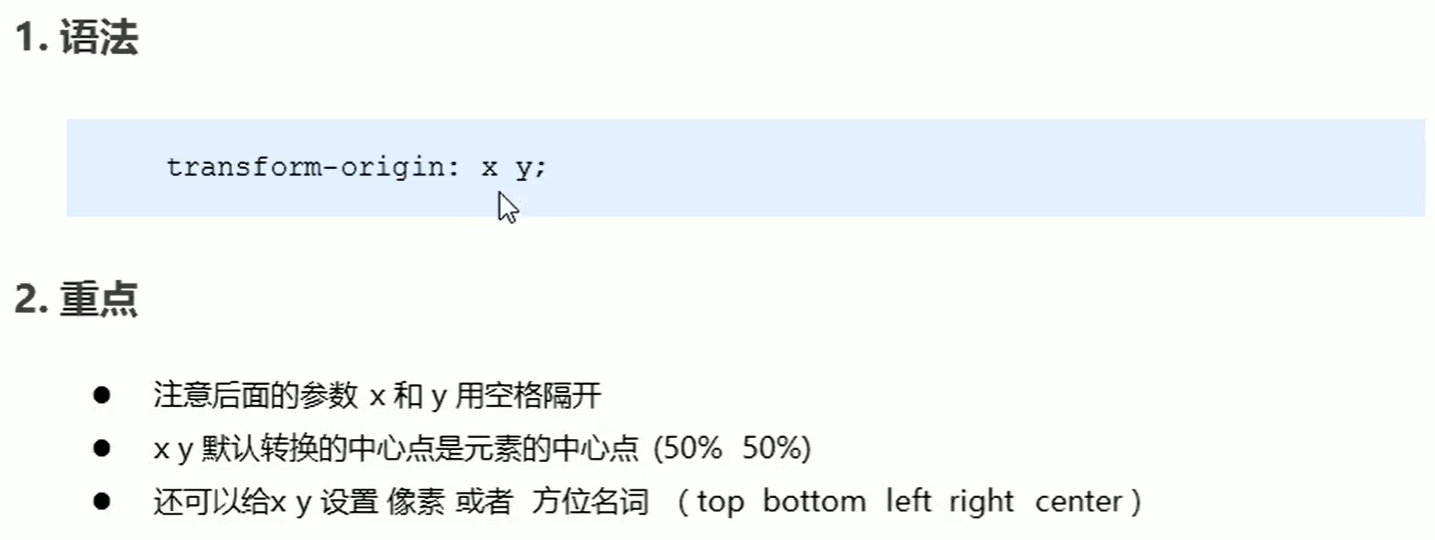 1. 语法
transform-origin: x y;
2. 重点
● 注意后面的参数 x 和 y 用空格隔开
● x y 默认转换的中心点是元素的中心点 (50% 50%)
● 还可以给x y 设置 像素 或者 方位名词 ( top bottom left right center )